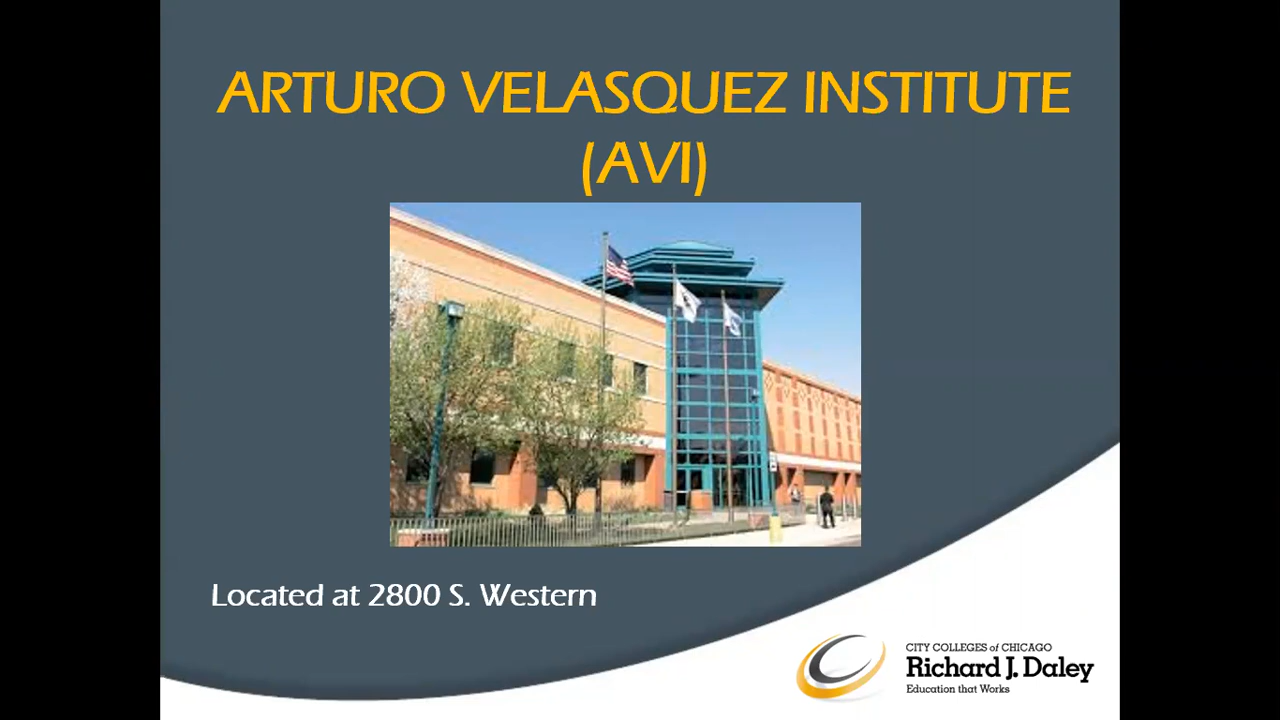 ARTURO VELASQUEZ INSTITUTE
(AVI)
Located at 2800 S. Western
CITY COLLEGES of CHICAGO
Richard J. Daley
Education that Works